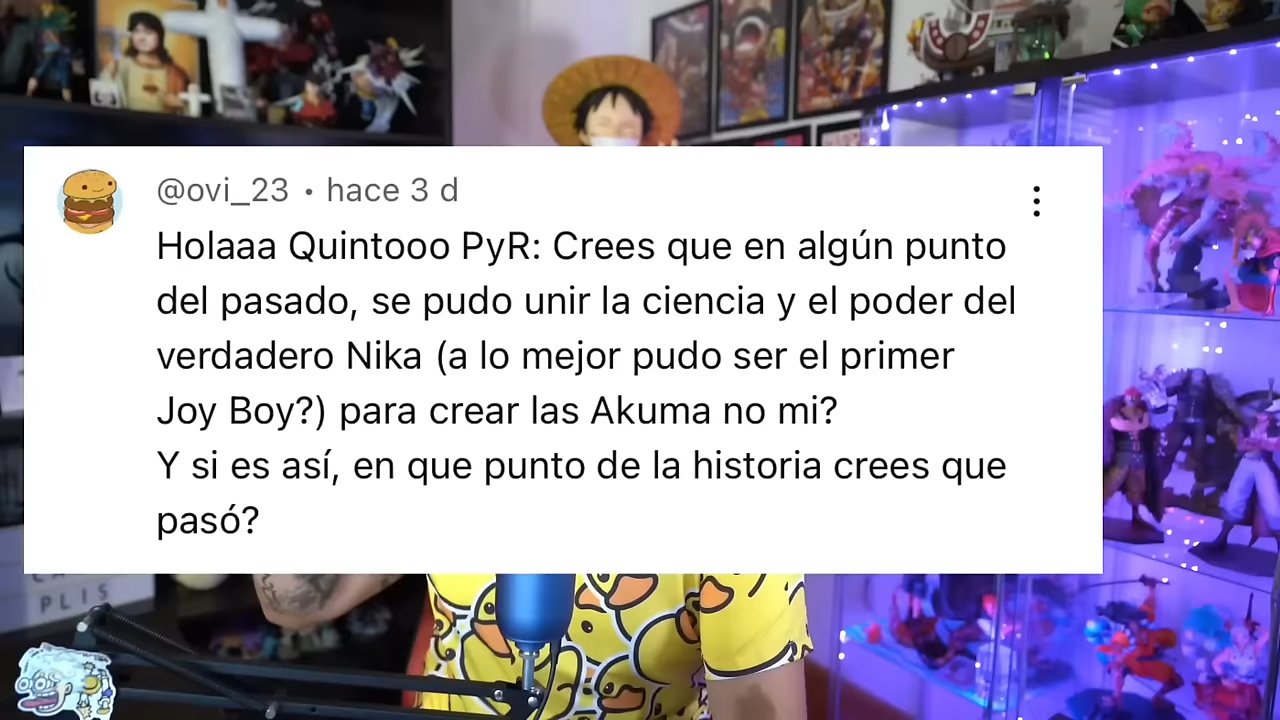 @ovi_23 • hace 3 d
Holaaa Quintooo PyR: Crees que en algún punto
del pasado, se pudo unir la ciencia y el poder del
verdadero Nika (a lo mejor pudo ser el primer
Joy Boy?) para crear las Akuma no mi?
Y si es así, en que punto de la historia crees que
pasó?
PLIS